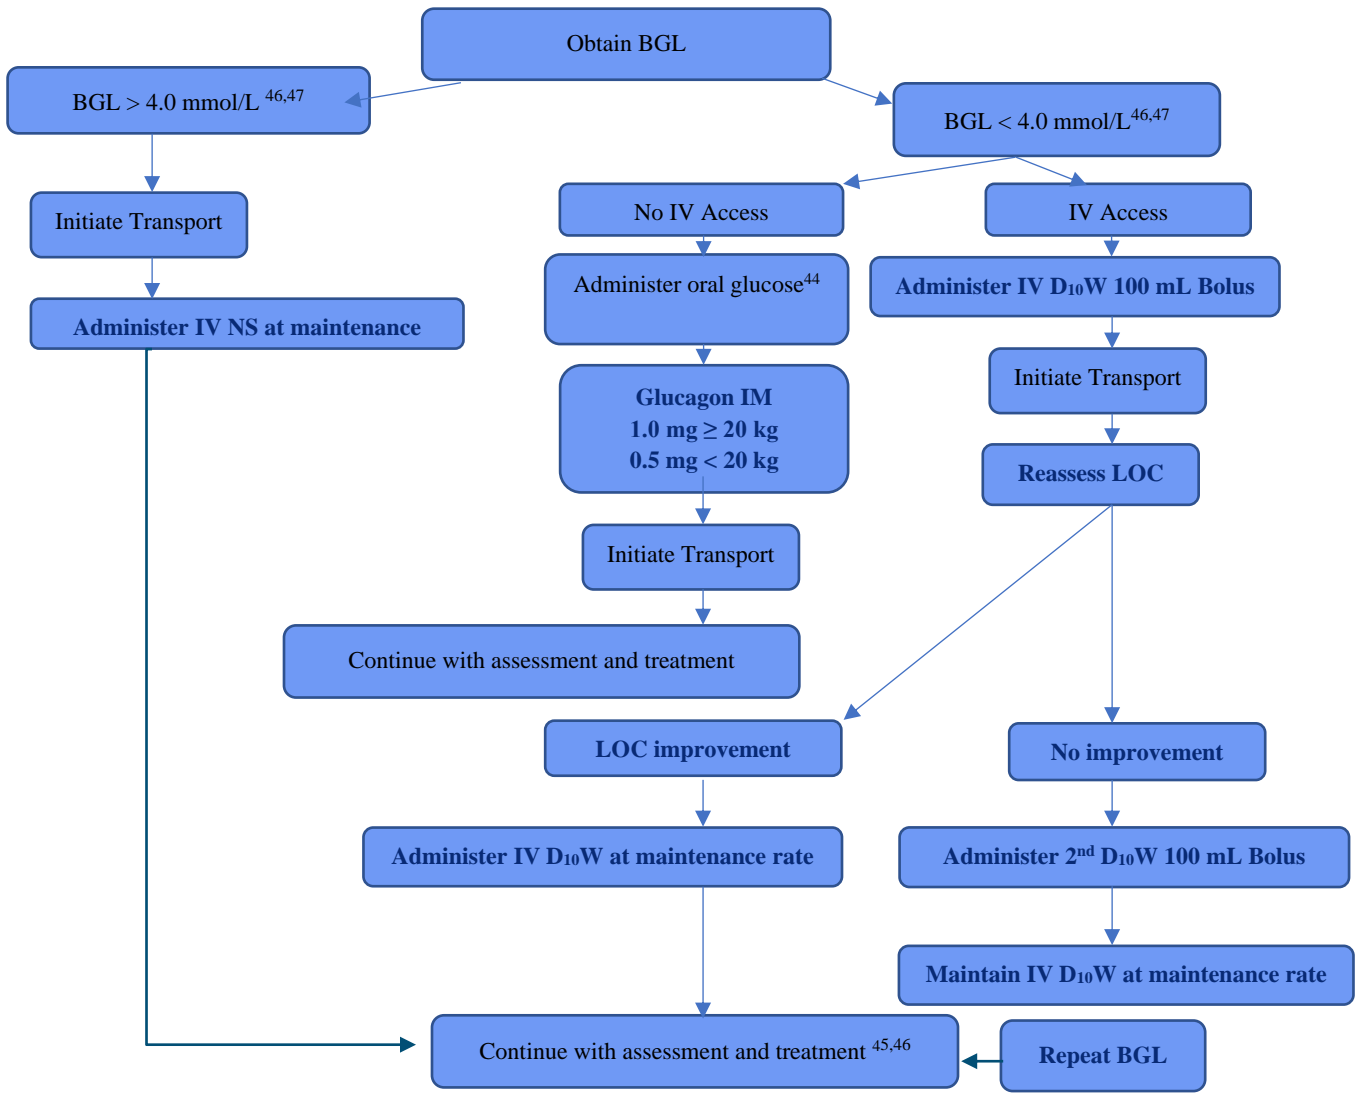 Obtain BGL
BGL > 4.0 mmol/L 46,47
BGL < 4.0 mmol/L46,47
Initiate Transport
No IV Access
IV Access
Administer oral glucose44
Administer IV D10W 100 mL Bolus
Administer IV NS at maintenance
Glucagon IM
1.0 mg ≥ 20 kg
0.5 mg < 20 kg
Initiate Transport
Reassess LOC
Initiate Transport
Continue with assessment and treatment
LOC improvement
No improvement
Administer IV D10W at maintenance rate
Administer 2nd D10W 100 mL Bolus
Maintain IV D10W at maintenance rate
Continue with assessment and treatment 45,46
Repeat BGL